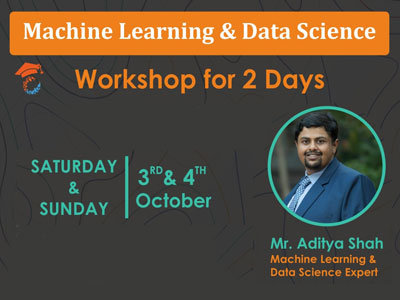 Machine Learning & Data Science
Workshop for 2 Days
SATURDAY
&
SUNDAY
3RD & 4TH
October
Mr. Aditya Shah
Machine Learning &
Data Science Expert